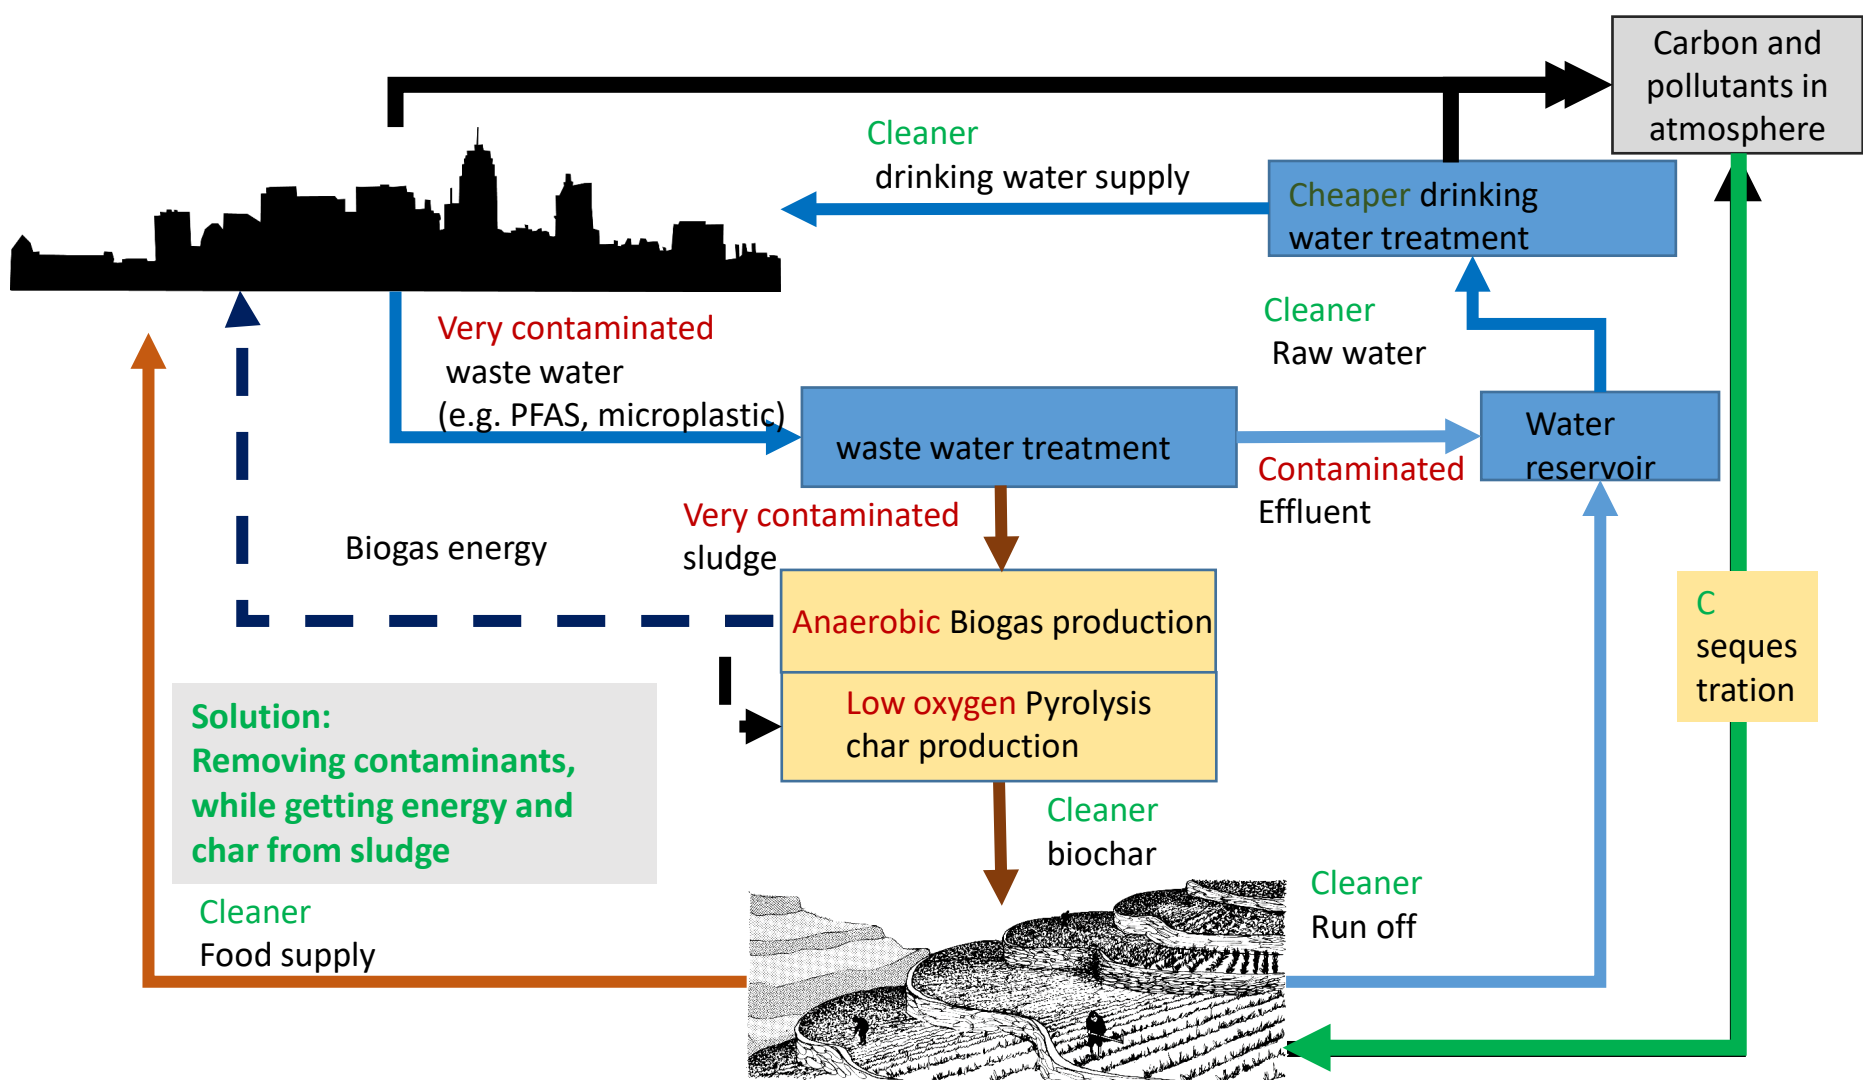 Carbon and
pollutants in
atmosphere
Cleaner
drinking water supply
Cheaper drinking
water treatment
Very contaminated
waste water
(e.g. PFAS, microplastic)
Cleaner
Raw water
waste water treatment
Water
reservoir
Contaminated
Effluent
Very contaminated
sludge
Biogas energy
Anaerobic Biogas production
C
seques
tration
Low oxygen Pyrolysis
char production
Solution:
Removing contaminants,
while getting energy and
char from sludge
Cleaner
biochar
Cleaner
Run off
Cleaner
Food supply